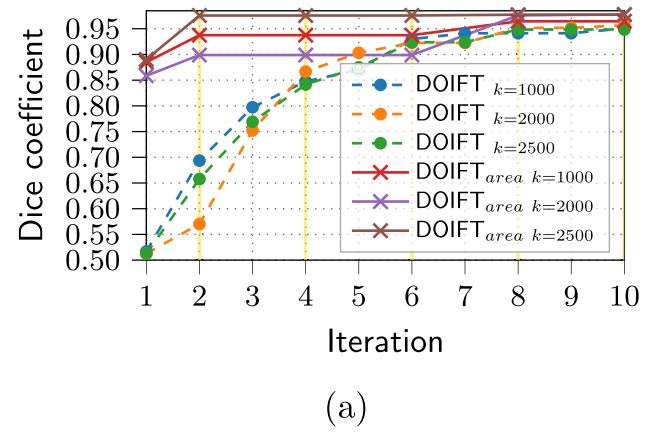 0.95
0.90
0.85
0.80
0.75
0.70
0.65
0.60
0.55
0.50
Dice coefficient
DOIFT k=1000
DOIFT k=2000
DOIFT k=2500
DOIFTarea k=1000
DOIFTarea k=2000
DOIFTarea k=2500
1 2 3 4 5 6 7 8 9 10
Iteration
(a)